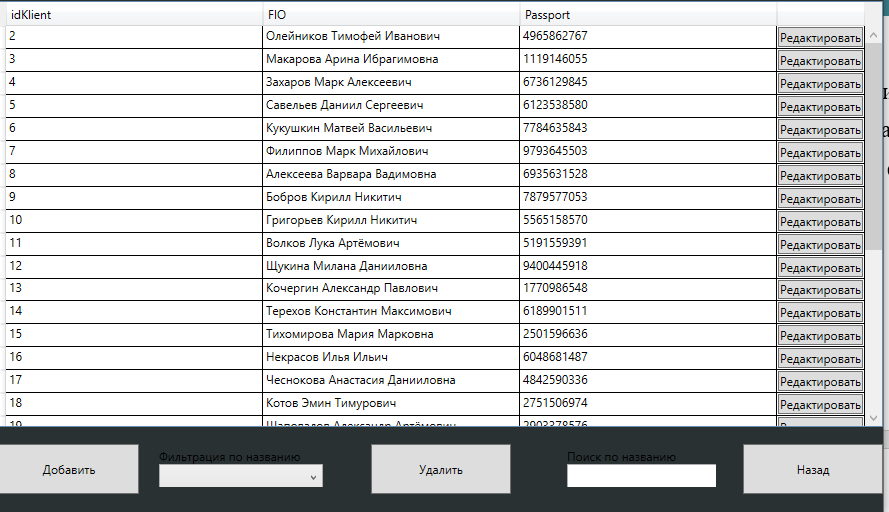 idKlient FIO Passport
2 Олейников Тимофей Иванович 4965862767 Редактировать
3 Макарова Арина Ибрагимовна 1119146055 Редактировать
4 Захаров Марк Алексеевич 6736129845 Редактировать
5 Савельев Даниил Сергеевич 6123538580 Редактировать
6 Кукушкин Матвей Васильевич 7784635843 Редактировать
7 Филиппов Марк Михайлович 9793645503 Редактировать
8 Алексеева Варвара Вадимовна 6935631528 Редактировать
9 Бобров Кирилл Никитич 7879577053 Редактировать
10 Григорьев Кирилл Никитич 5565158570 Редактировать
11 Волков Лука Артёмович 5191559391 Редактировать
12 Щукина Милана Данииловна 9400445918 Редактировать
13 Кочергин Александр Павлович 1770986548 Редактировать
14 Терехов Константин Максимович 6189901511 Редактировать
15 Тихомирова Мария Марковна 2501596636 Редактировать
16 Некрасов Илья Ильич 6048681487 Редактировать
17 Чеснокова Анастасия Данииловна 4842590336 Редактировать
18 Котов Эмин Тимурович 2751506974 Редактировать
19 Шаповалов Александр Артёмович 2903378576
Фильтрация по названию Поиск по названию
Добавить Удалить Назад